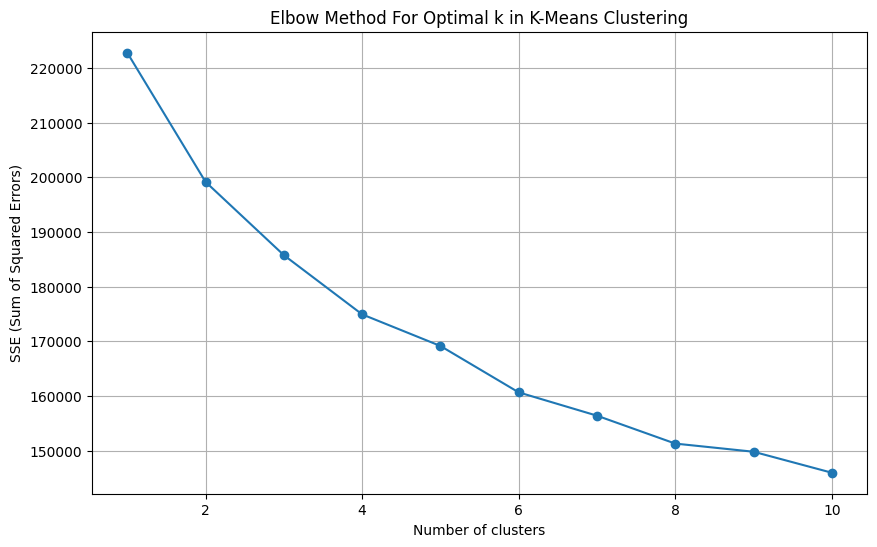 Elbow Method For Optimal k in K-Means Clustering
220000
210000
200000
190000
180000
170000
160000
150000
SSE (Sum of Squared Errors)
2 4 6 8 10
Number of clusters